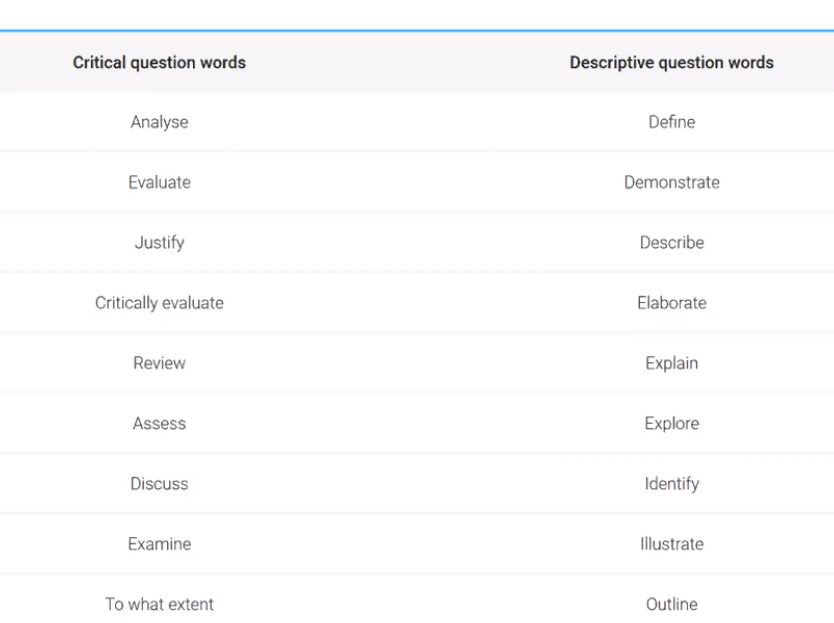 Critical question words Descriptive question words
Analyse Define
Evaluate Demonstrate
Justify Describe
Critically evaluate Elaborate
Review Explain
Assess Explore
Discuss Identify
Examine Illustrate
To what extent Outline